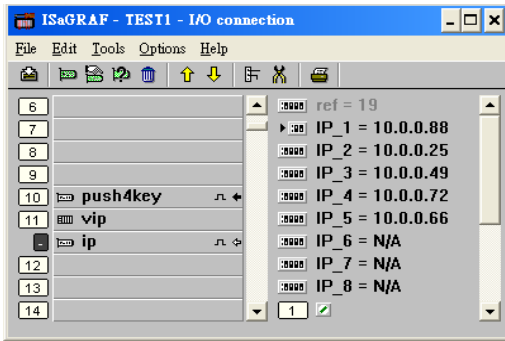 ISaGRAF - TEST1 - I/O connection
File Edit Tools Options Help
6
7
8
9
10 push4key
11 vip
- ip
12
13
14
ref = 19
IP_1 = 10.0.0.88
IP_2 = 10.0.0.25
IP_3 = 10.0.0.49
IP_4 = 10.0.0.72
IP_5 = 10.0.0.66
IP_6 = N/A
IP_7 = N/A
IP_8 = N/A
1